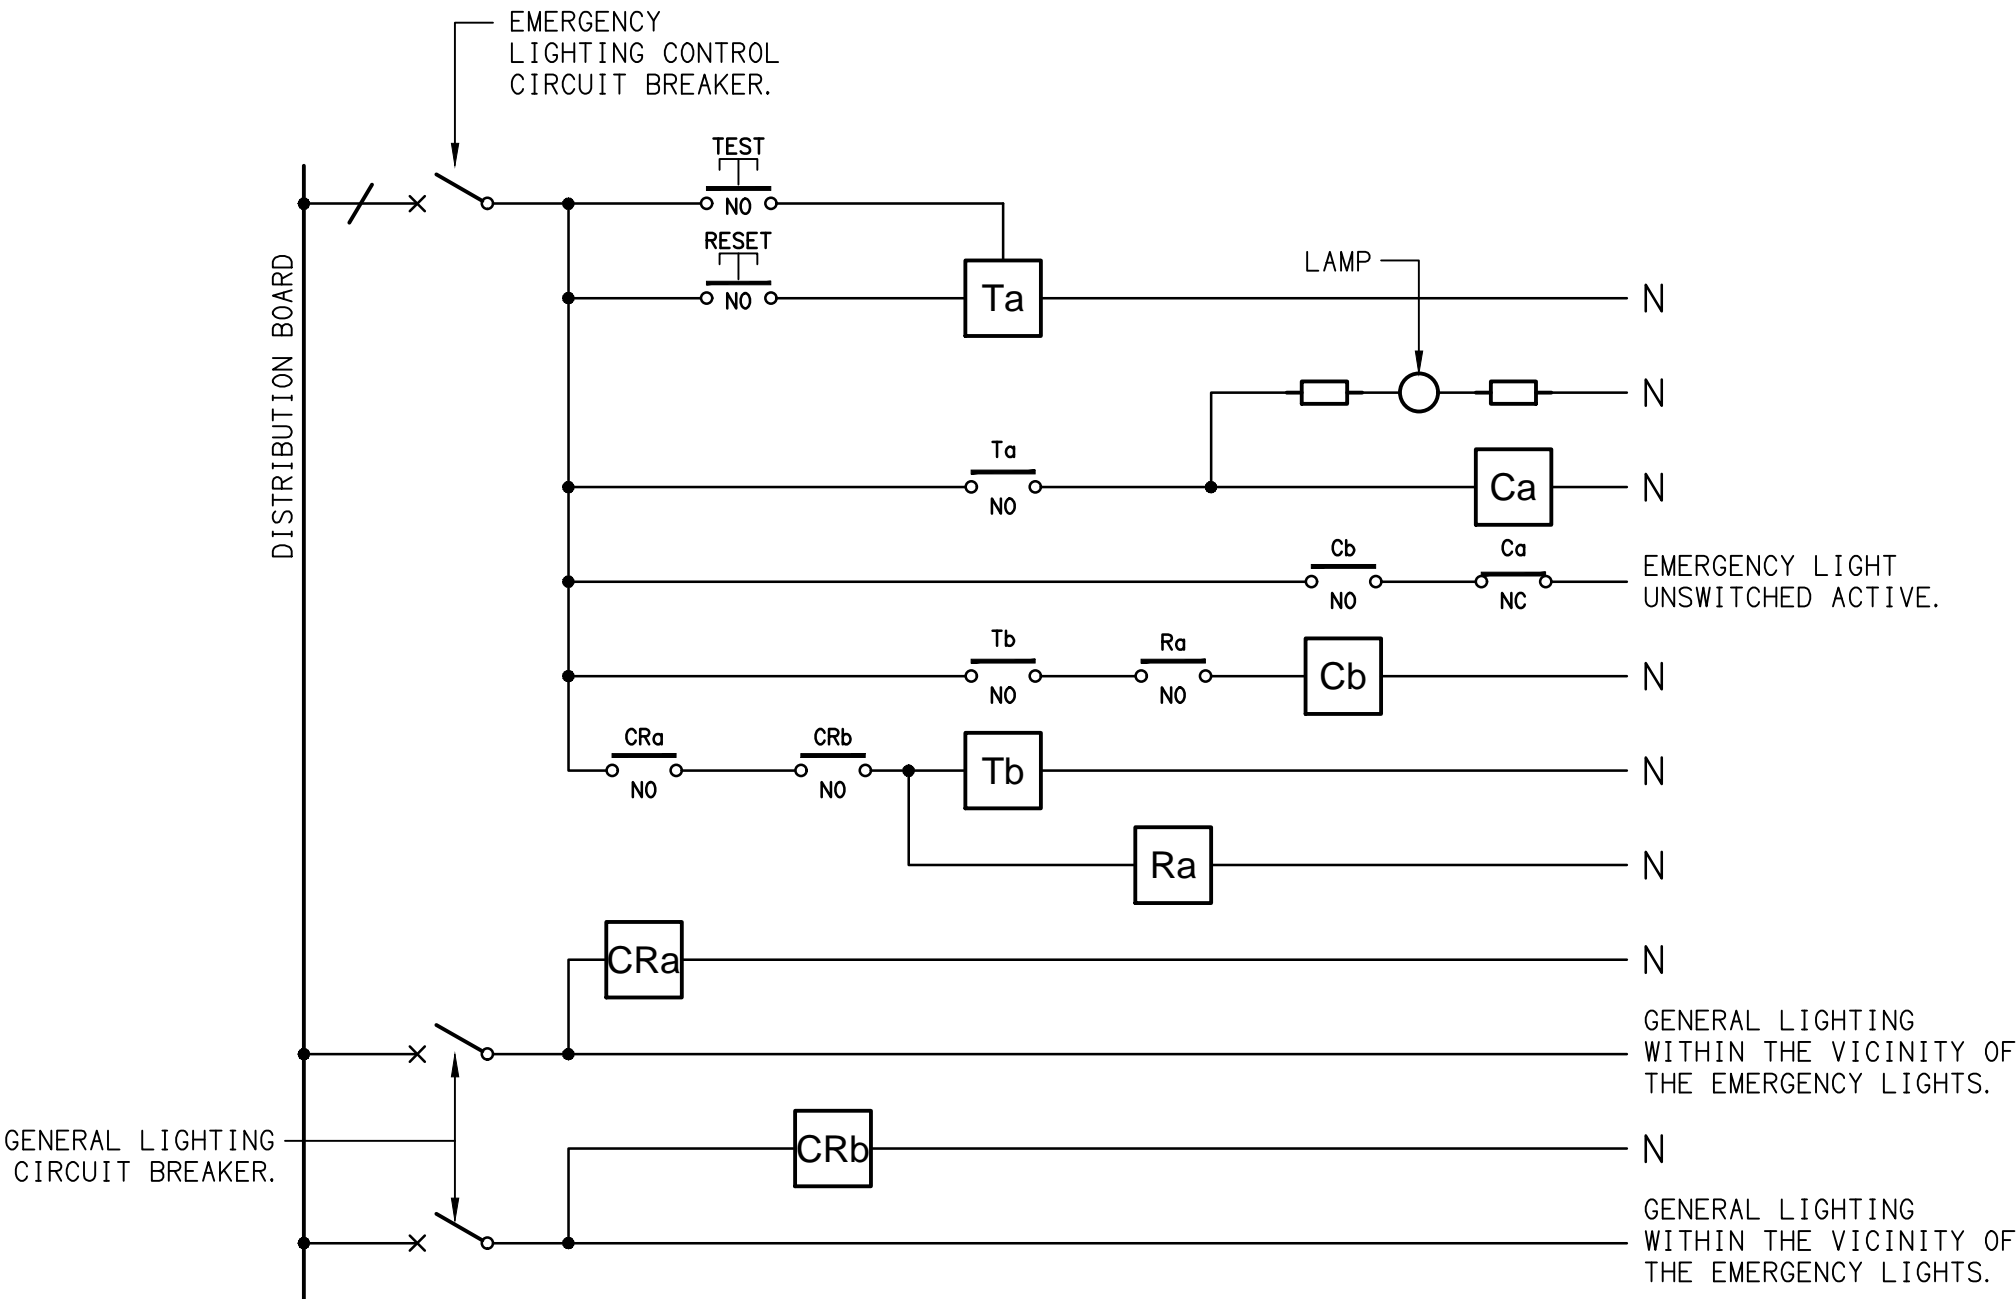 EMERGENCY
LIGHTING CONTROL
CIRCUIT BREAKER.
TEST
NO
RESET
NO
DISTRIBUTION BOARD
Ta
N
LAMP
N
Ta
NO
Ca
N
Cb
NO
Ca
NC
EMERGENCY LIGHT
UNSWITCHED ACTIVE.
Tb
NO
Ra
NO
Cb
N
CRa
NO
CRb
NO
Tb
N
Ra
N
CRa
N
GENERAL LIGHTING
WITHIN THE VICINITY OF
THE EMERGENCY LIGHTS.
GENERAL LIGHTING
CIRCUIT BREAKER.
CRb
N
GENERAL LIGHTING
WITHIN THE VICINITY OF
THE EMERGENCY LIGHTS.